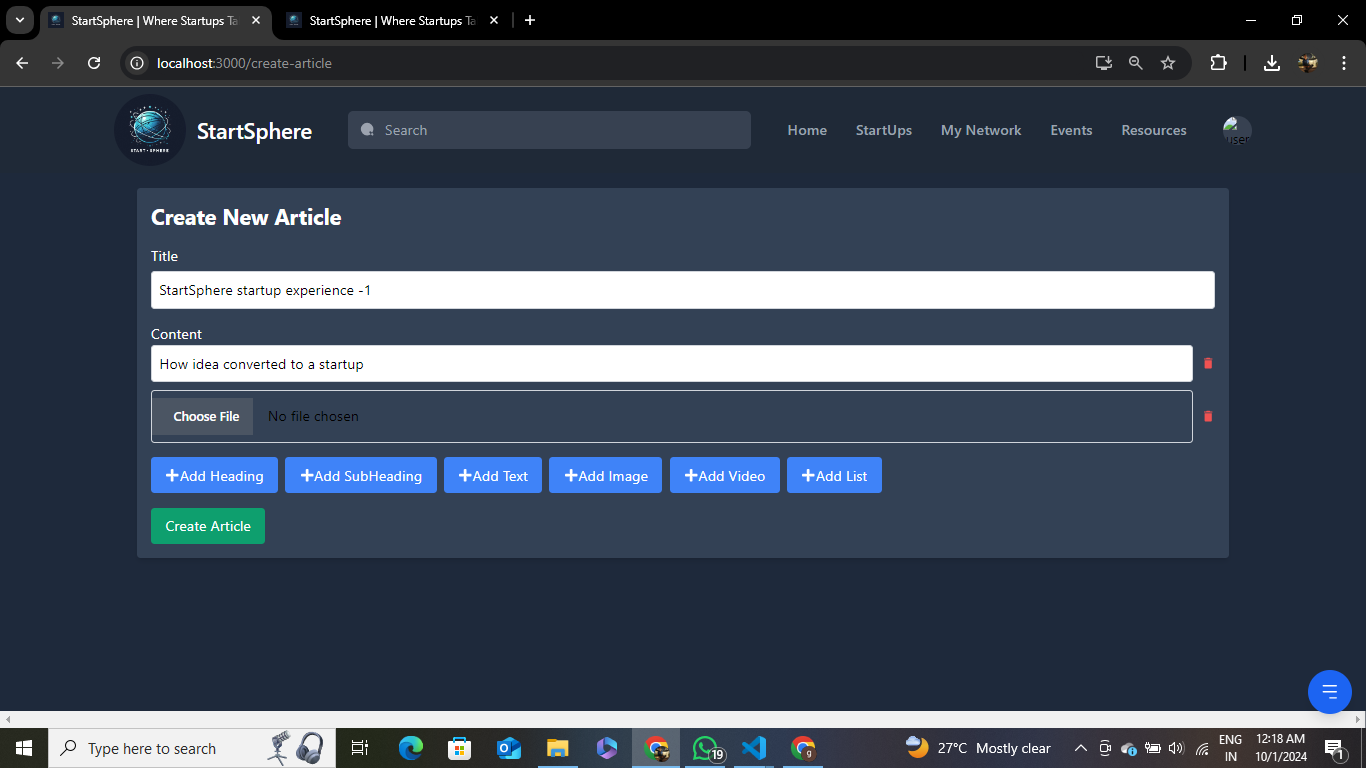 StartSphere | Where Startups Ta
StartSphere | Where Startups Ta
localhost:3000/create-article
START • SPHERE
StartSphere
Search
Home
StartUps
My Network
Events
Resources
user
Create New Article
Title
StartSphere startup experience -1
Content
How idea converted to a startup
Choose File No file chosen
Add Heading
Add SubHeading
Add Text
Add Image
Add Video
Add List
Create Article
Type here to search
19
g
27°C Mostly clear
ENG
IN
12:18 AM
10/1/2024
1